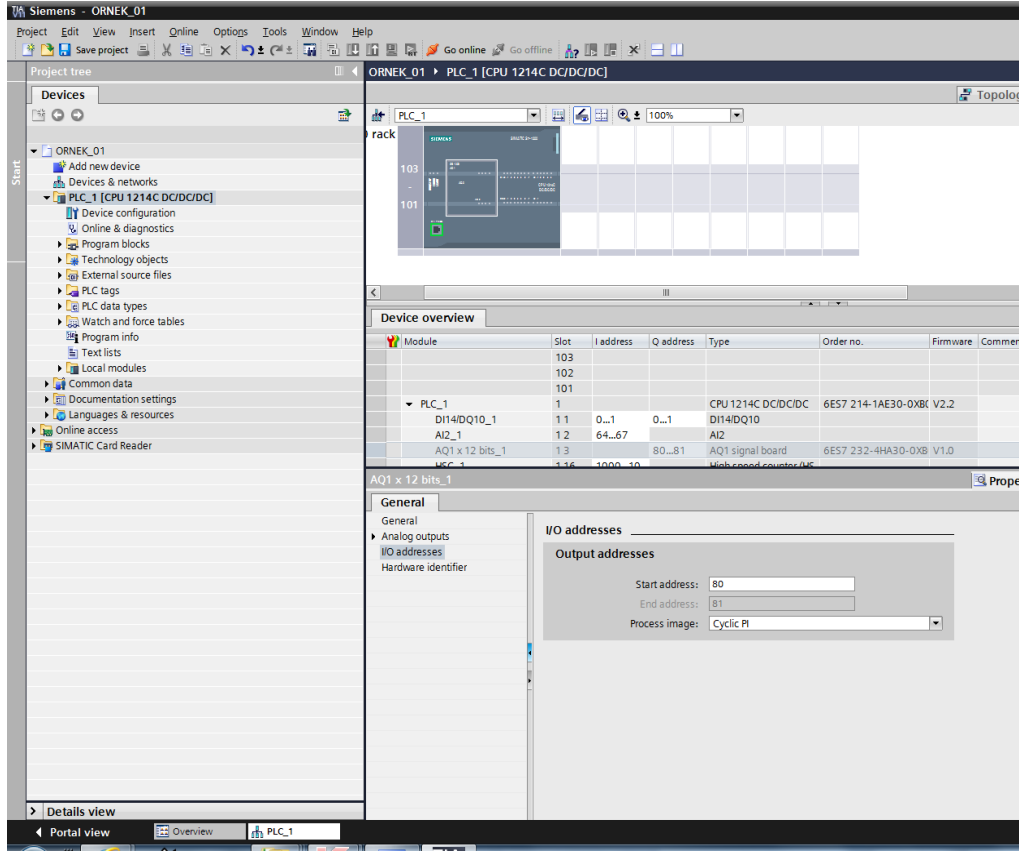 Siemens - ORNEK_01
Project Edit View Insert Online Options Tools Window Help
Save project Go online Go offline
Project tree
ORNEK_01 ▸ PLC_1 [CPU 1214C DC/DC/DC]
Devices
Topolog
PLC_1 100%
rack
SIEMENS
103
-
101
Start
ORNEK_01
Add new device
Devices & networks
PLC_1 [CPU 1214C DC/DC/DC]
Device configuration
Online & diagnostics
Program blocks
Technology objects
External source files
PLC tags
PLC data types
Watch and force tables
Program info
Text lists
Local modules
Common data
Documentation settings
Languages & resources
Online access
SIMATIC Card Reader
Device overview
Module Slot I address Q address Type Order no. Firmware Commen
103
102
101
PLC_1 1 CPU 1214C DC/DC/DC 6ES7 214-1AE30-0XB( V2.2
DI14/DQ10_1 1 1 0...1 0...1 DI14/DQ10
AI2_1 1 2 64...67 AI2
AQ1 x 12 bits_1 1 3 80...81 AQ1 signal board 6ES7 232-4HA30-0XB V1.0
HSC_1 1 16 1000...10 High speed counter (HS
AQ1 x 12 bits_1
Prope
General
General
Analog outputs
I/O addresses
Hardware identifier
I/O addresses
Output addresses
Start address: 80
End address: 81
Process image: Cyclic PI
Details view
Portal view Overview PLC_1